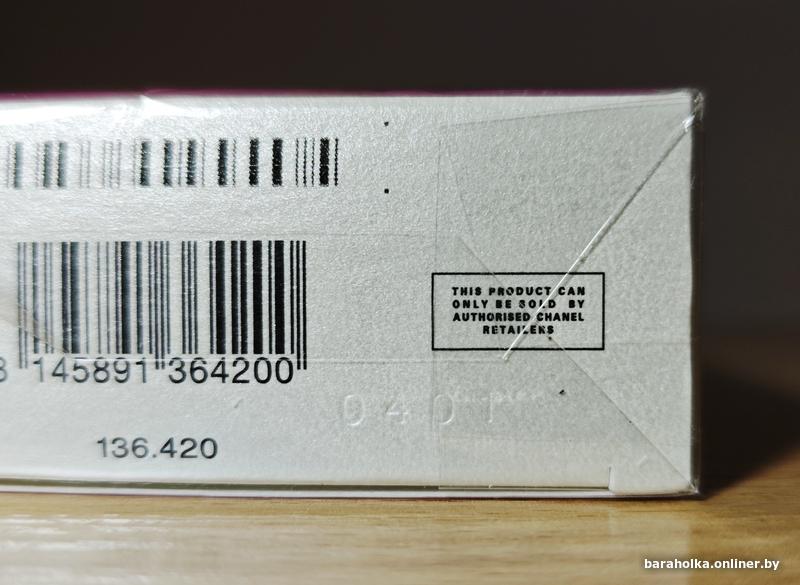 THIS PRODUCT CAN
ONLY BE SOLD BY
AUTHORISED CHANEL
RETAILERS
145891 364200
0401
136.420
baraholka.onliner.by